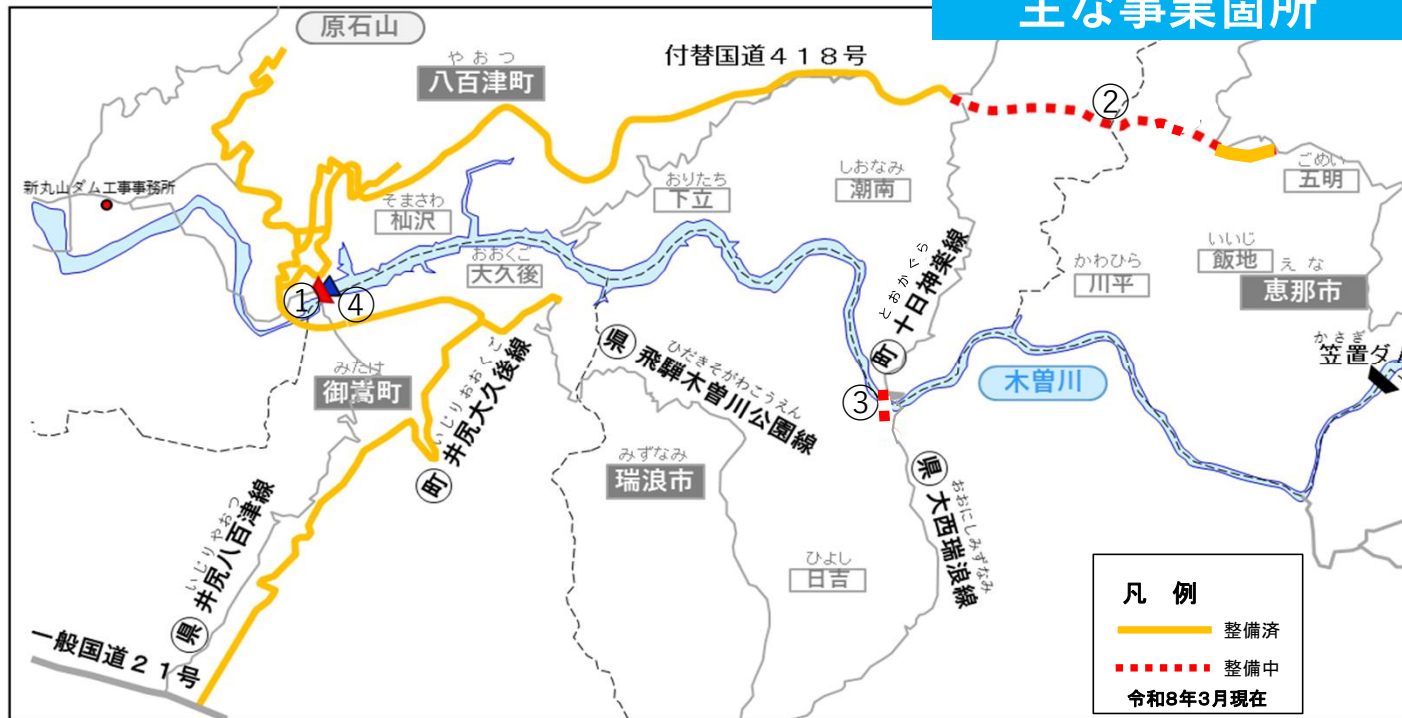 主な事業箇所
原石山
やおつ
八百津町
付替国道418号
②
ごめい
五明
新丸山ダム工事事務所
そまさわ
杣沢
おりたち
下立
しおなみ
潮南
いいじ
飯地
えな
恵那市
おおくご
大久後
かわひら
川平
とおかぐら
町 十日神楽線
①
④
みたけ
御嵩町
ひだきそがわこうえん
県 飛騨木曽川公園線
かさぎ
笠置ダ
木曽川
③
いじりおおくご
町 井尻大久後線
みずなみ
瑞浪市
おおにしみずなみ
県 大西瑞浪線
いじりやおつ
県 井尻八百津線
ひよし
日吉
一般国道21号
凡 例
整備済
整備中
令和8年3月現在